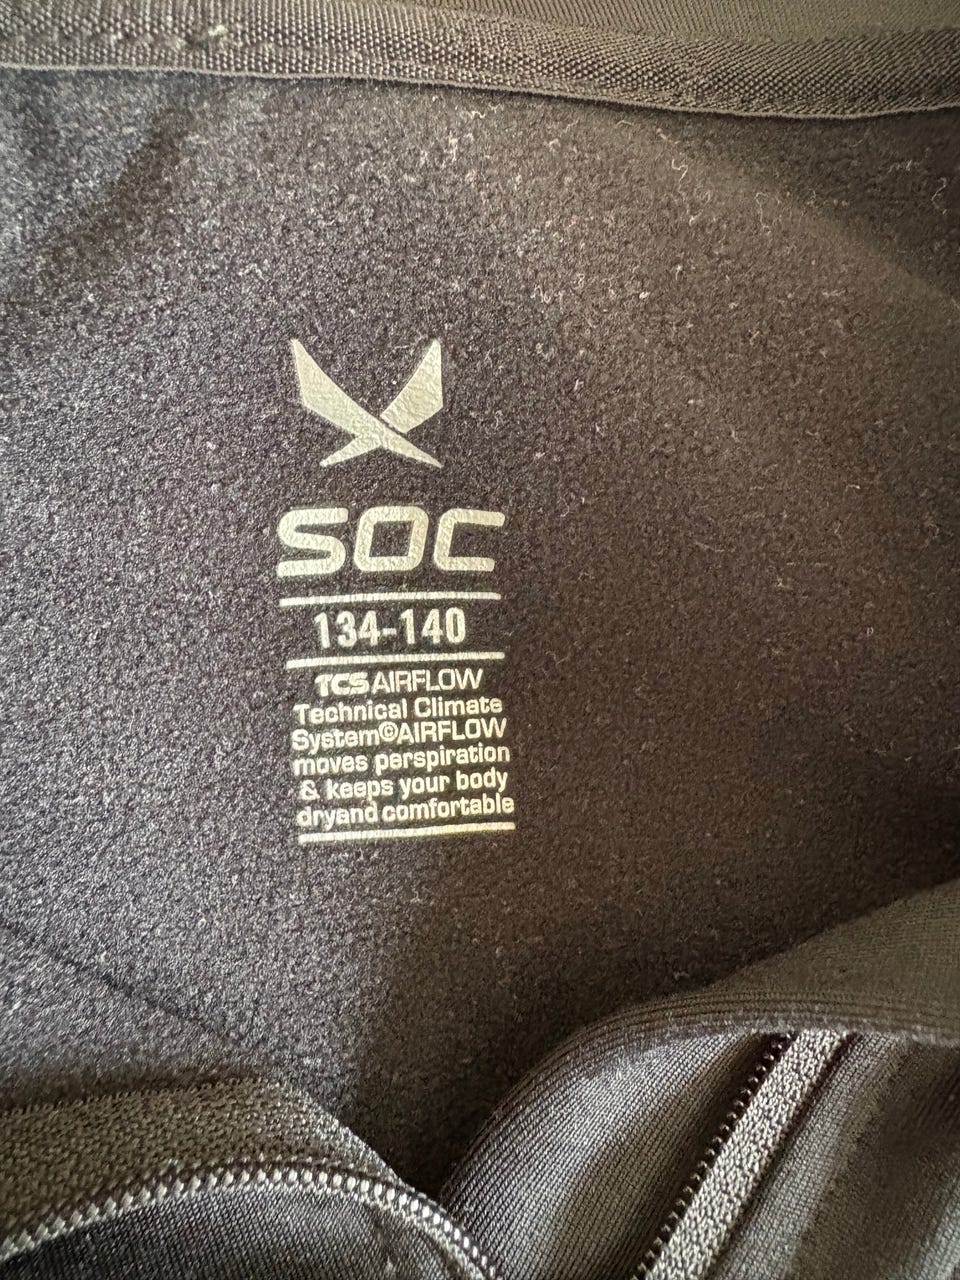 SOC
134-140
TCS AIRFLOW
Technical Climate
System©AIRFLOW
moves perspiration
& keeps your body
dryand comfortable